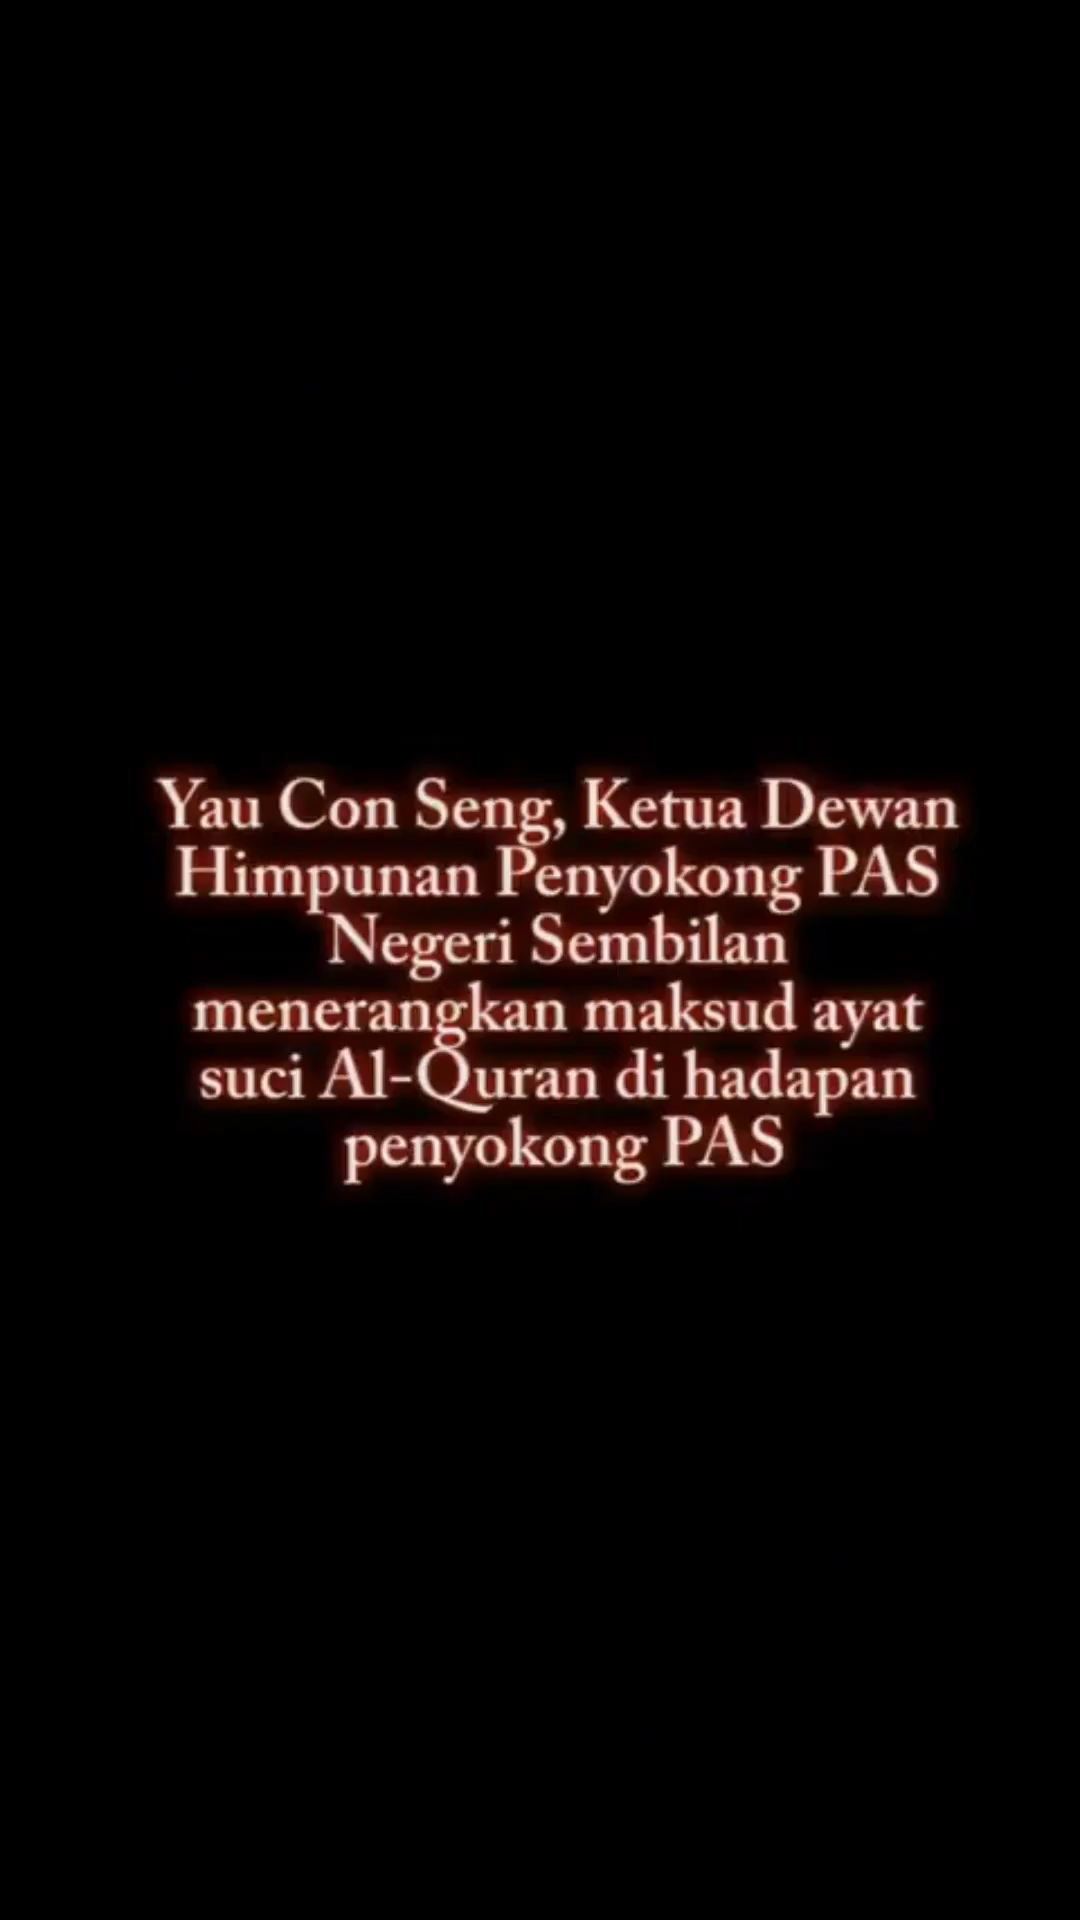 Yau Con Seng, Ketua Dewan
Himpunan Penyokong PAS
Negeri Sembilan
menerangkan maksud ayat
suci Al-Quran di hadapan
penyokong PAS